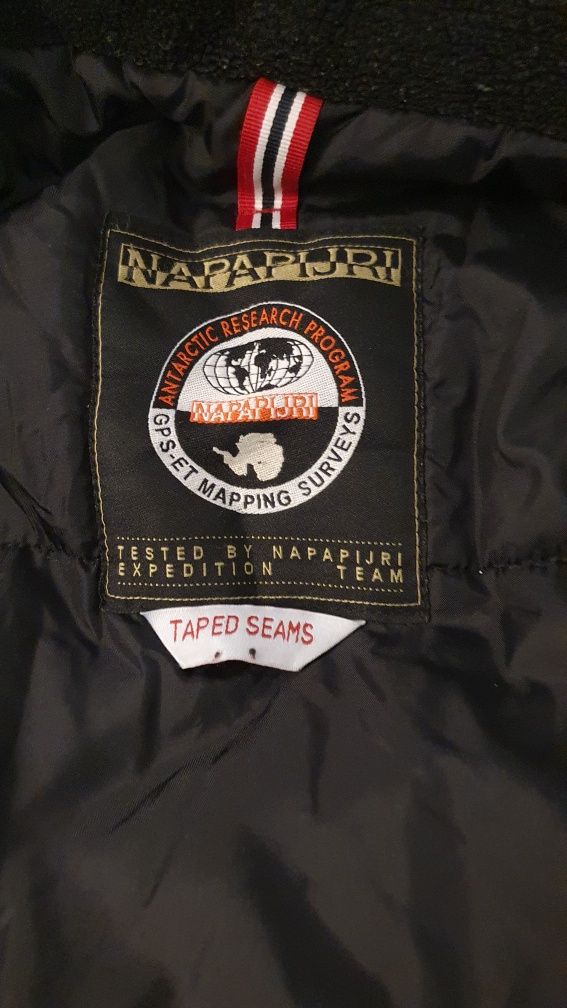 NAPAPIJRI
ANTARCTIC RESEARCH PROGRAM
NAPAPIJRI
GPS-ET MAPPING SURVEYS
TESTED BY NAPAPIJRI
EXPEDITION TEAM
TAPED SEAMS